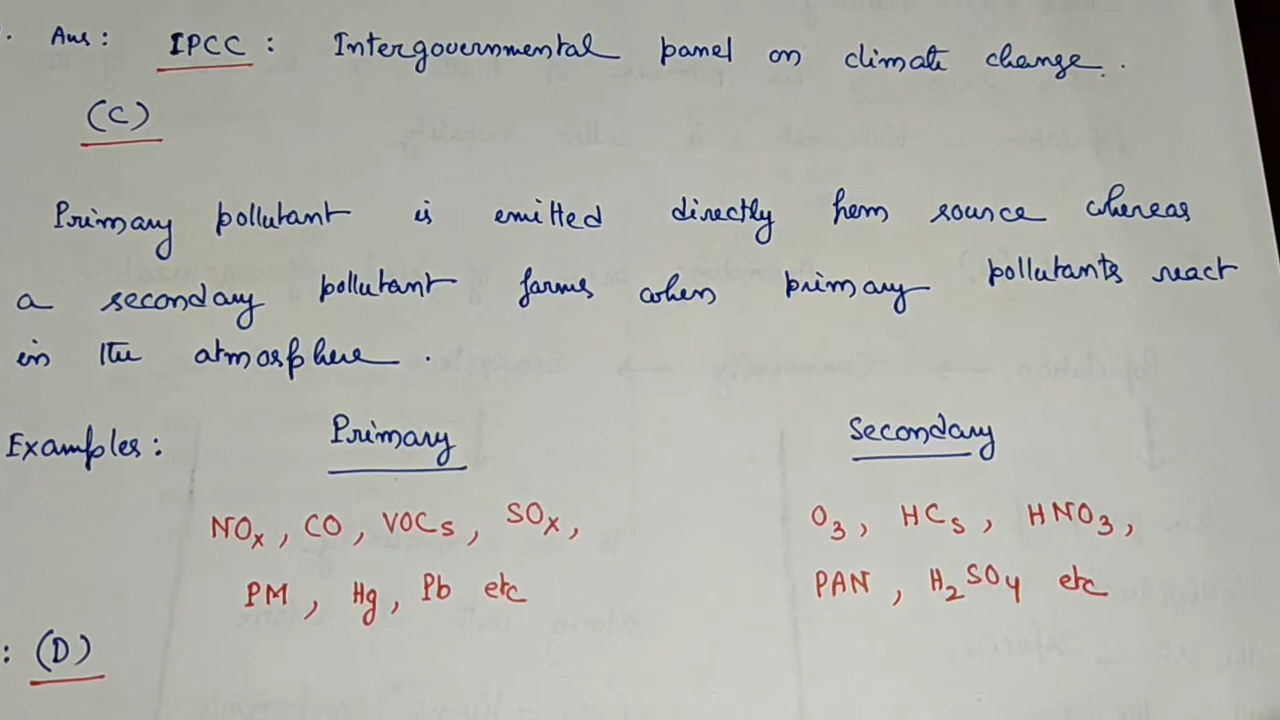 . Ans : IPCC : Intergovernmental panel on climate change.
(C)
Primary pollutant is emitted directly from source whereas
a secondary pollutant forms when primary pollutants react
in the atmosphere.
Examples : Primary Secondary
NOx, CO, VOCs, SOx, O3, HCs, HNO3,
PM, Hg, Pb etc PAN, H2SO4 etc
: (D)